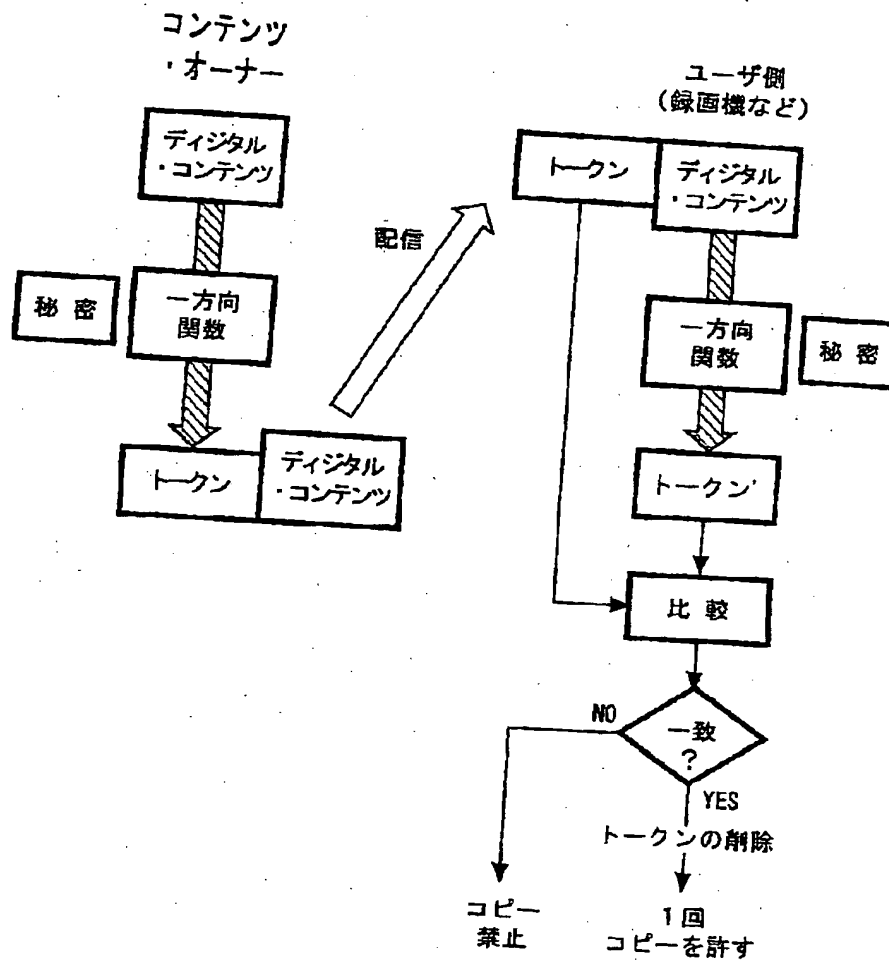 コンテンツ
・オーナー
ディジタル
・コンテンツ
秘 密
一方向
関数
トークン
ディジタル
・コンテンツ
配信
ユーザ側
(録画機など)
トークン
ディジタル
・コンテンツ
一方向
関数
秘 密
トークン'
比 較
一致
?
NO
YES
トークンの削除
コピー
禁止
1回
コピーを許す